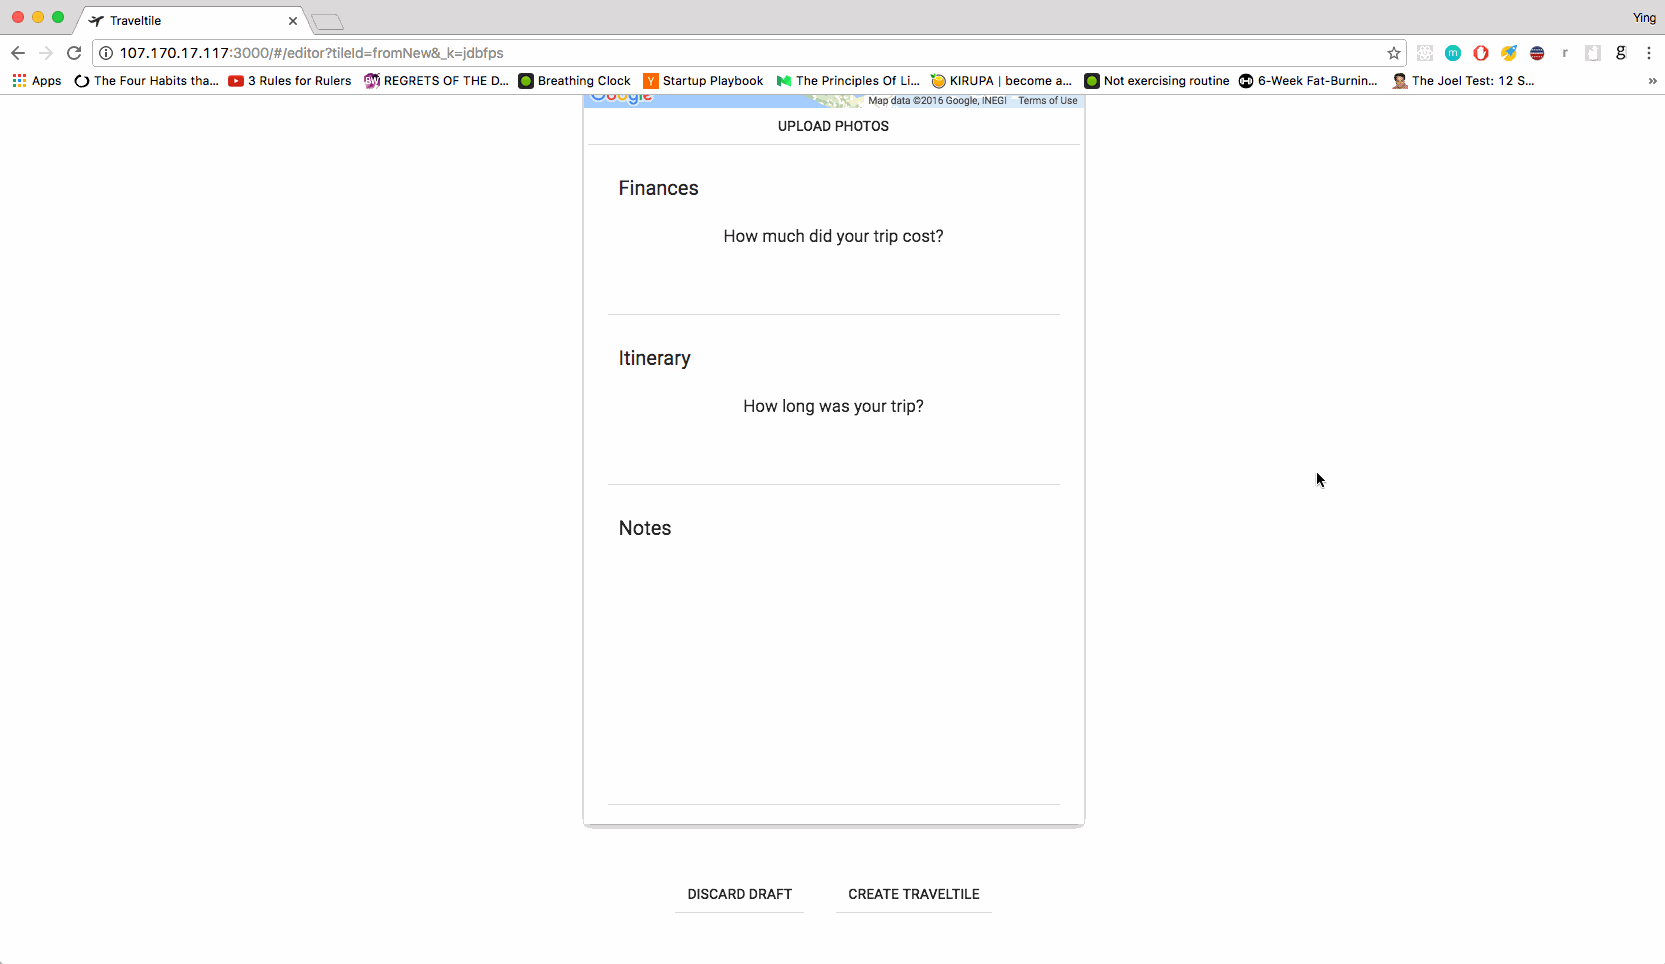 Traveltile
Ying
107.170.17.117:3000/#/editor?tileId=fromNew&_k=jdbfps
m
r
g
Apps
The Four Habits tha...
3 Rules for Rulers
BW
REGRETS OF THE D...
Breathing Clock
Y
Startup Playbook
The Principles Of Li...
KIRUPA | become a...
Not exercising routine
6-Week Fat-Burnin...
The Joel Test: 12 S...
»
Google
Map data ©2016 Google, INEGI
Terms of Use
UPLOAD PHOTOS
Finances
How much did your trip cost?
Itinerary
How long was your trip?
Notes
DISCARD DRAFT
CREATE TRAVELTILE